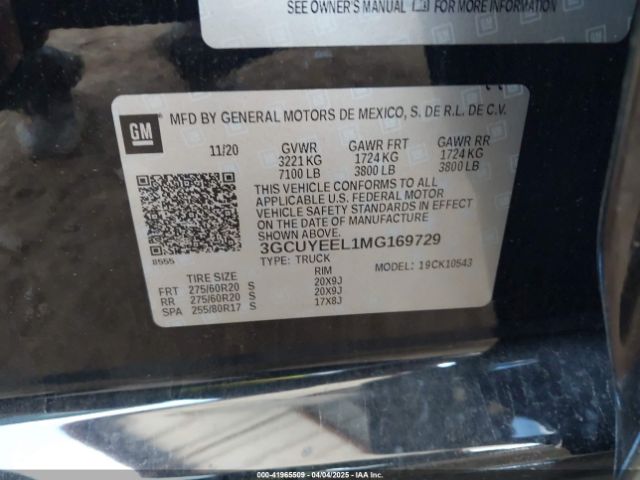 SEE OWNER'S MANUAL FOR MORE INFORMATION
GM
MFD BY GENERAL MOTORS DE MEXICO, S. DE R.L. DE C.V.
11/20 GVWR GAWR FRT GAWR RR
3221 KG 1724 KG 1724 KG
7100 LB 3800 LB 3800 LB
THIS VEHICLE CONFORMS TO ALL
APPLICABLE U.S. FEDERAL MOTOR
VEHICLE SAFETY STANDARDS IN EFFECT
ON THE DATE OF MANUFACTURE
SHOWN ABOVE.
3GCUYEEL1MG169729
8555 TYPE: TRUCK MODEL: 19CK10543
TIRE SIZE RIM
FRT 275/60R20 S 20X9J
RR 275/60R20 S 20X9J
SPA 255/80R17 S 17X8J
000-41965509 - 04/04/2025 - IAAI.COM